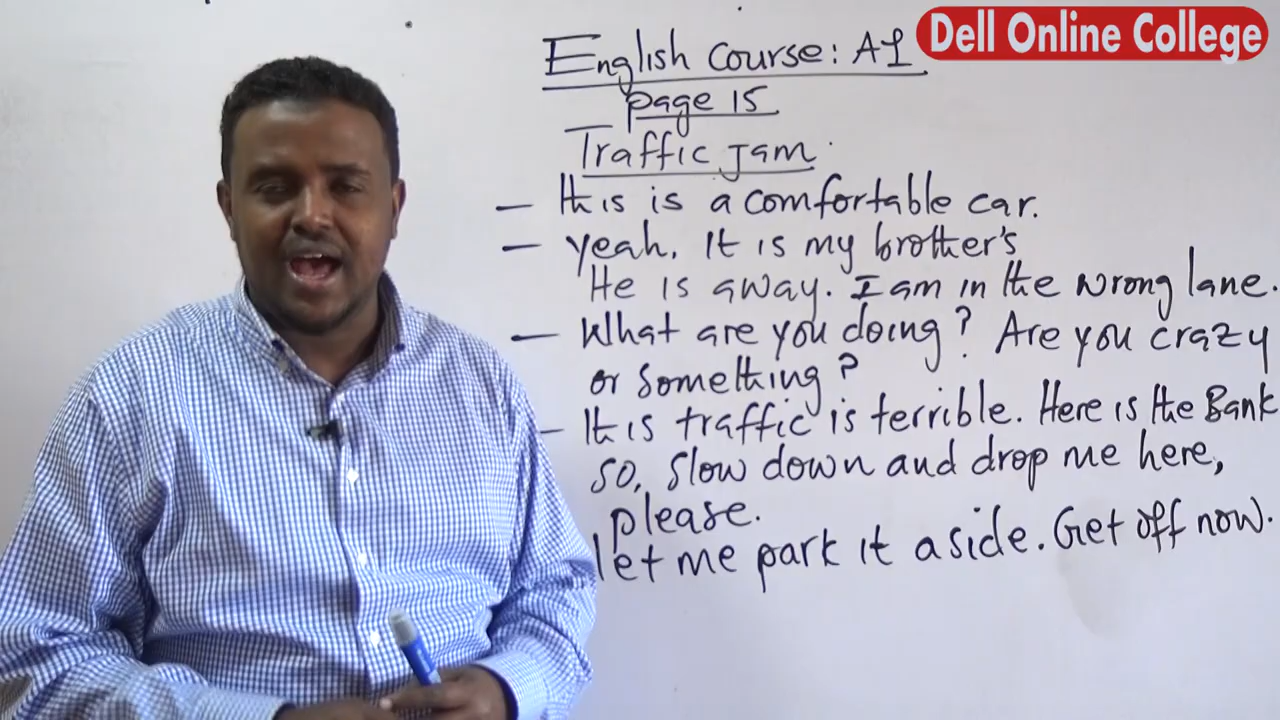 Dell Online College
English Course: A1
page 15
Traffic Jam
— this is a comfortable car.
— yeah. It is my brother's
He is away. I am in the wrong lane.
— What are you doing? Are you crazy
or something?
— It is traffic is terrible. Here is the Bank
so, slow down and drop me here,
please.
let me park it aside. Get off now.